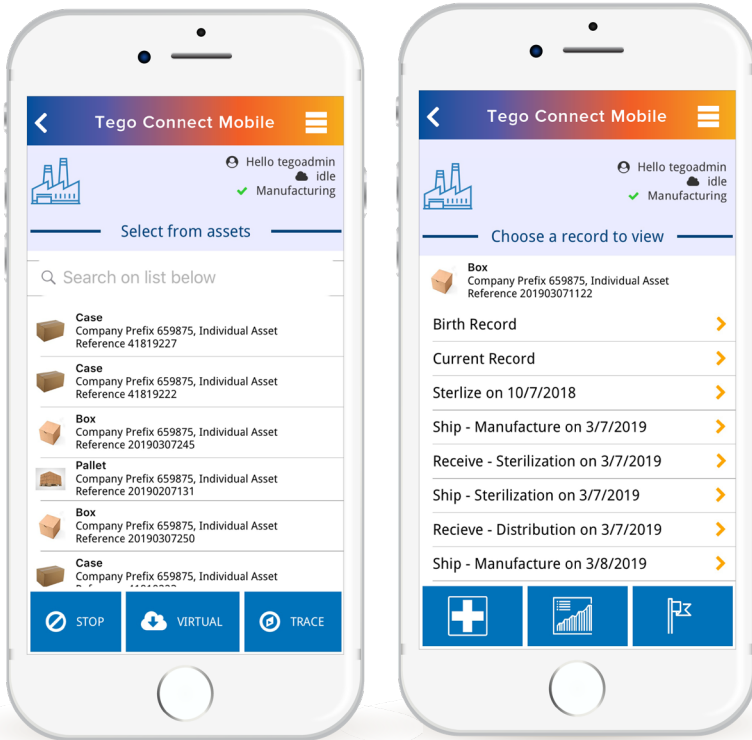 Tego Connect Mobile
Hello tegoadmin
idle
Manufacturing
Select from assets
Search on list below
Case
Company Prefix 659875, Individual Asset
Reference 41819227
Case
Company Prefix 659875, Individual Asset
Reference 41819222
Box
Company Prefix 659875, Individual Asset
Reference 20190307245
Pallet
Company Prefix 659875, Individual Asset
Reference 20190207131
Box
Company Prefix 659875, Individual Asset
Reference 20190307250
Case
Company Prefix 659875, Individual Asset
STOP
VIRTUAL
TRACE
Tego Connect Mobile
Hello tegoadmin
idle
Manufacturing
Choose a record to view
Box
Company Prefix 659875, Individual Asset
Reference 201903071122
Birth Record
Current Record
Sterlize on 10/7/2018
Ship - Manufacture on 3/7/2019
Receive - Sterilization on 3/7/2019
Ship - Sterilization on 3/7/2019
Recieve - Distribution on 3/7/2019
Ship - Manufacture on 3/8/2019